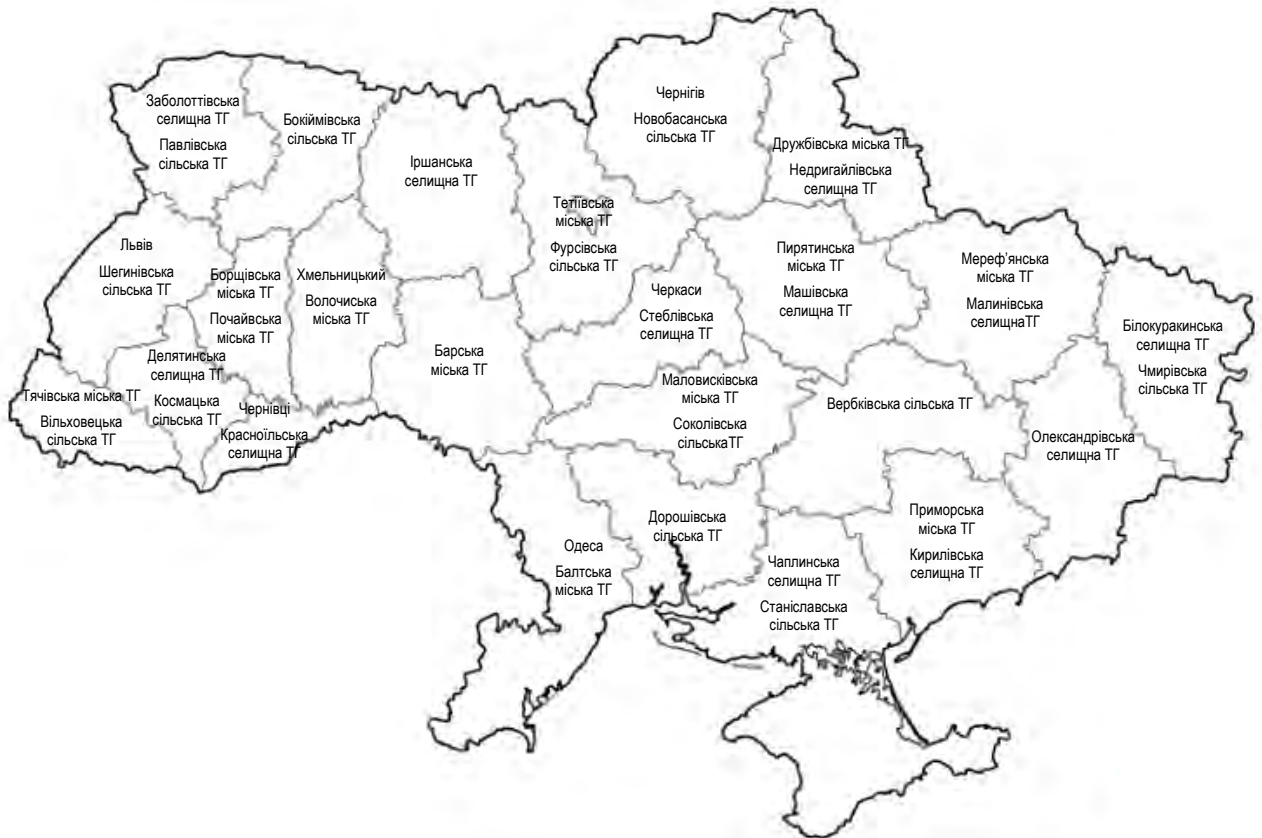 Заболоттівська
селищна ТГ
Павлівська
сільська ТГ
Бокіймівська
сільська ТГ
Іршанська
селищна ТГ
Чернігів
Новобасанська
сільська ТГ
Дружбівська міська ТГ
Недригайлівська
селищна ТГ
Тетіївська
міська ТГ
Фурсівська
сільська ТГ
Львів
Шегинівська
сільська ТГ
Борщівська
міська ТГ
Почаївська
міська ТГ
Хмельницький
Волочиська
міська ТГ
Черкаси
Стеблівська
селищна ТГ
Пирятинська
міська ТГ
Машівська
селищна ТГ
Мереф’янська
міська ТГ
Малинівська
селищнаТГ
Білокуракинська
селищна ТГ
Чмирівська
сільська ТГ
Барська
міська ТГ
Делятинська
селищна ТГ
Космацька
сільська ТГ
Тячівська міська ТГ
Вільховецька
сільська ТГ
Чернівці
Красноїльська
селищна ТГ
Маловисківська
міська ТГ
Соколівська
сільськаТГ
Вербківська сільська ТГ
Олександрівська
селищна ТГ
Одеса
Балтська
міська ТГ
Дорошівська
сільська ТГ
Чаплинська
селищна ТГ
Станіславська
сільська ТГ
Приморська
міська ТГ
Кирилівська
селищна ТГ